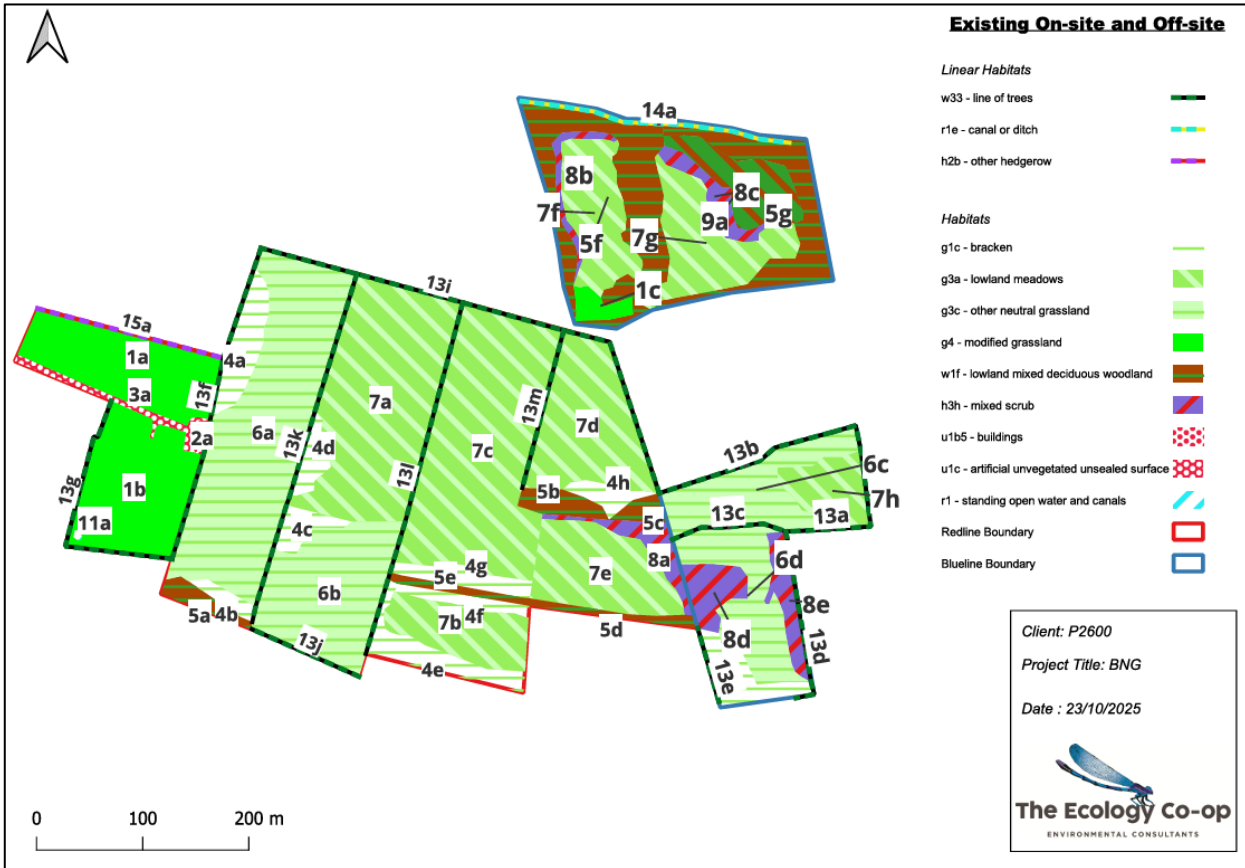 Existing On-site and Off-site
Linear Habitats
w33 - line of trees
r1e - canal or ditch
h2b - other hedgerow
Habitats
g1c - bracken
g3a - lowland meadows
g3c - other neutral grassland
g4 - modified grassland
w1f - lowland mixed deciduous woodland
h3h - mixed scrub
u1b5 - buildings
u1c - artificial unvegetated unsealed surface
r1 - standing open water and canals
Redline Boundary
Blueline Boundary
14a
8b
8c
7f
9a
5g
5f
7g
1c
13i
15a
1a
4a
3a
13f
7a
13m
2a
6a
13k
4d
7c
7d
13l
13b
6c
13g
1b
5b
4h
7h
11a
4c
5c
13c
13a
8a
6d
4g
5e
7e
6b
8e
5a
4b
7b
4f
5d
8d
13d
13j
4e
13e
Client: P2600
Project Title: BNG
Date : 23/10/2025
The Ecology Co-op
ENVIRONMENTAL CONSULTANTS
0
100
200 m